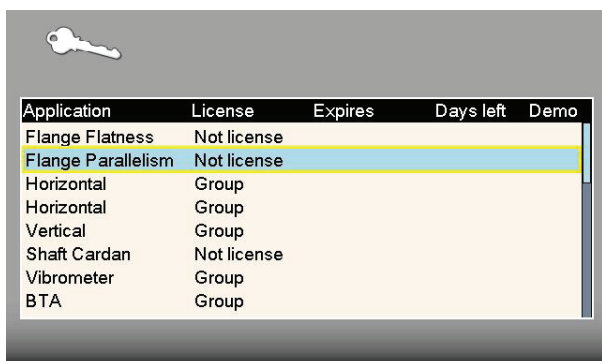 Application License Expires Days left Demo
Flange Flatness Not license
Flange Parallelism Not license
Horizontal Group
Horizontal Group
Vertical Group
Shaft Cardan Not license
Vibrometer Group
BTA Group